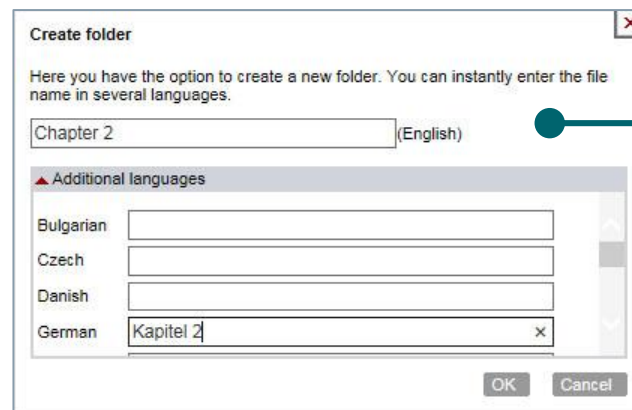 Create folder
Here you have the option to create a new folder. You can instantly enter the file
name in several languages.
Chapter 2 (English)
Additional languages
Bulgarian
Czech
Danish
German Kapitel 2
OK Cancel